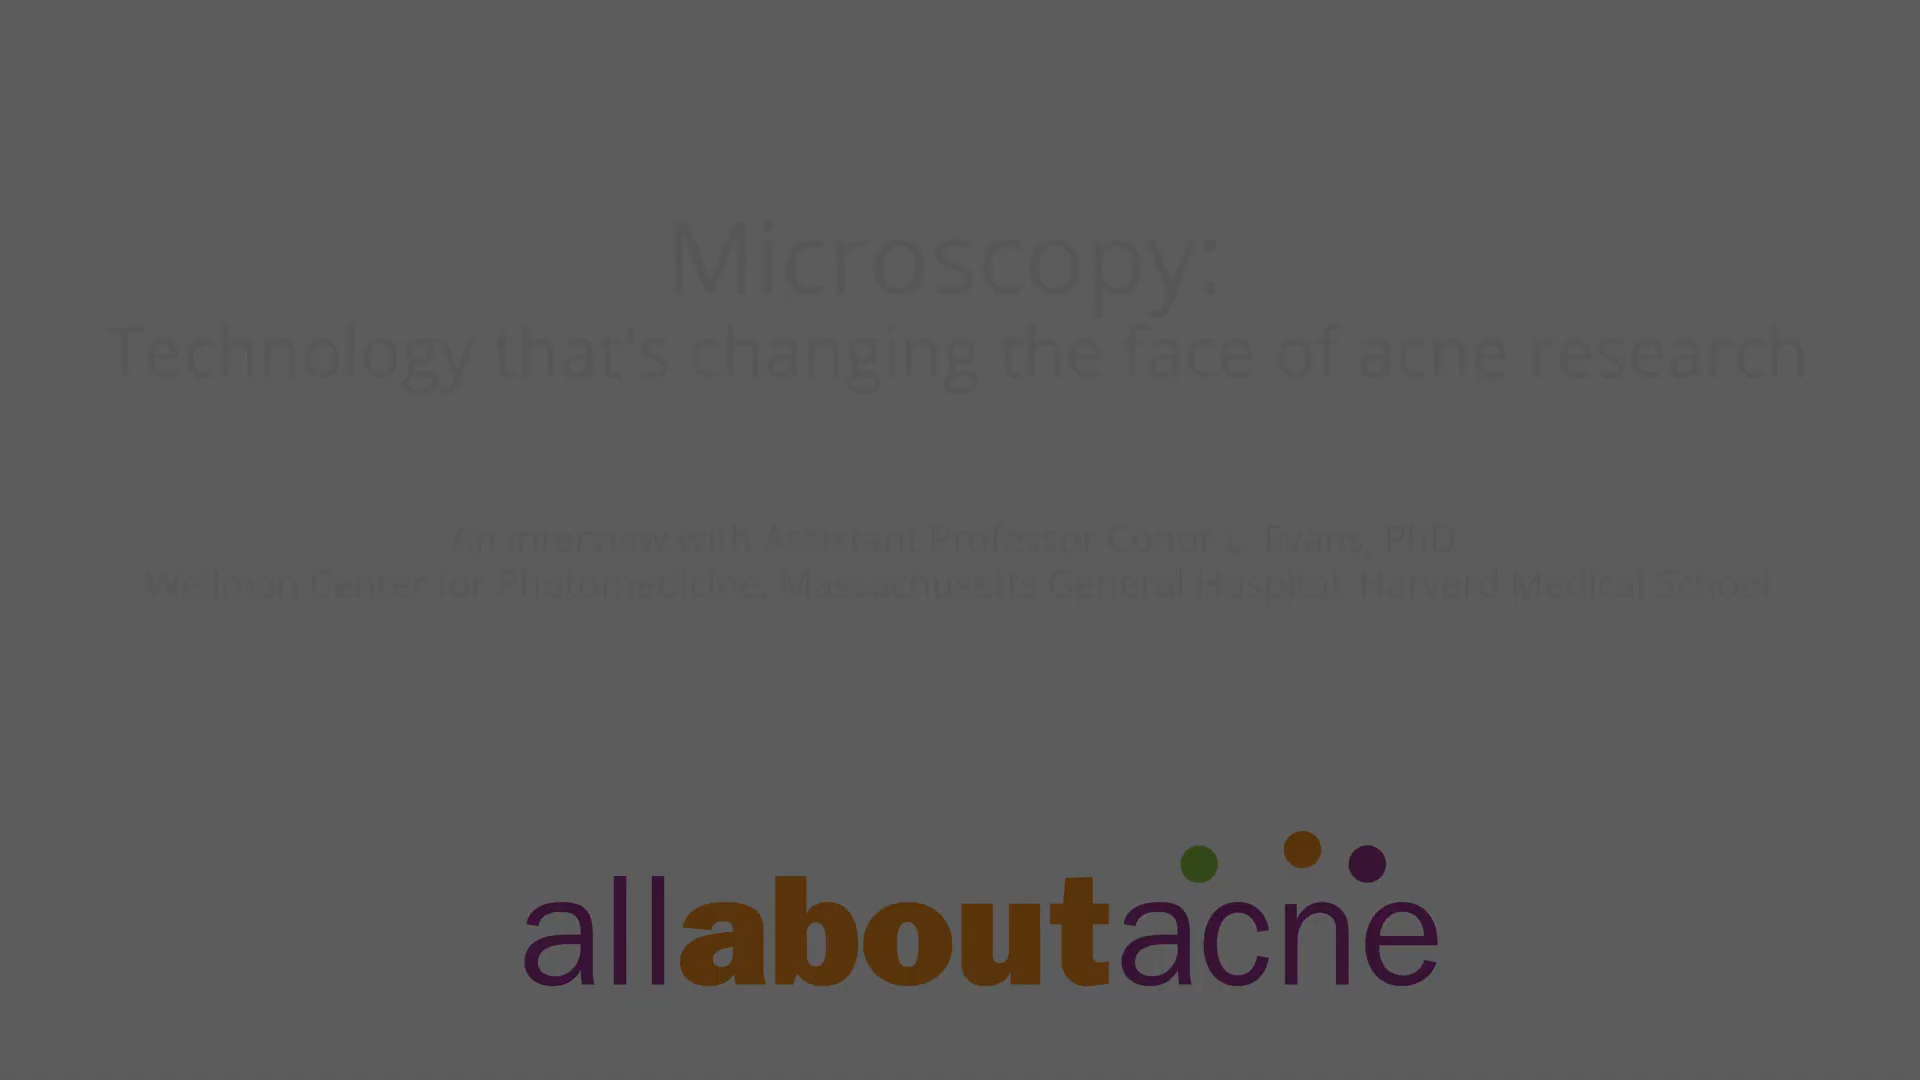 Microscopy:
Technology that's changing the face of acne research
An interview with Assistant Professor Conor L. Evans, PhD
Wellman Center for Photomedicine, Massachusetts General Hospital, Harvard Medical School
allaboutacne